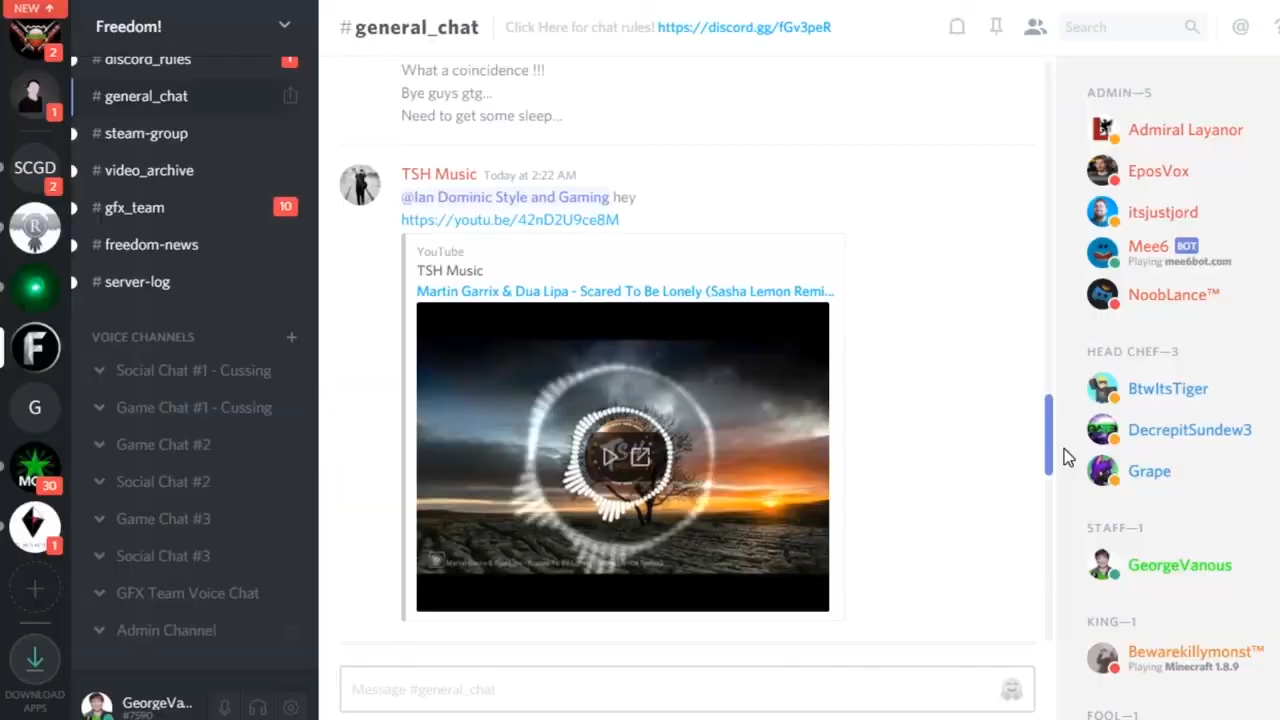 NEW ↑
2
1
SCGD
2
R
F
G
MC
30
1
+
DOWNLOAD
APPS
Freedom!
# discord_rules
1
# general_chat
# steam-group
# video_archive
# gfx_team
10
# freedom-news
# server-log
VOICE CHANNELS
+
Social Chat #1 - Cussing
Game Chat #1 - Cussing
Game Chat #2
Social Chat #2
Game Chat #3
Social Chat #3
GFX Team Voice Chat
Admin Channel
GeorgeVa...
#7590
#general_chat
Click Here for chat rules! https://discord.gg/fGv3peR
Search
@
?
What a coincidence !!!
Bye guys gtg...
Need to get some sleep...
TSH Music Today at 2:22 AM
@Ian Dominic Style and Gaming hey
https://youtu.be/42nD2U9ce8M
YouTube
TSH Music
Martin Garrix & Dua Lipa - Scared To Be Lonely (Sasha Lemon Remi...
Message #general_chat
ADMIN—5
Admiral Layanor
EposVox
itsjustjord
Mee6 BOT
Playing mee6bot.com
NoobLance™
HEAD CHEF—3
BtwItsTiger
DecrepitSundew3
Grape
STAFF—1
GeorgeVanous
KING—1
Bewarekillymonst™
Playing Minecraft 1.8.9
FOOL—1